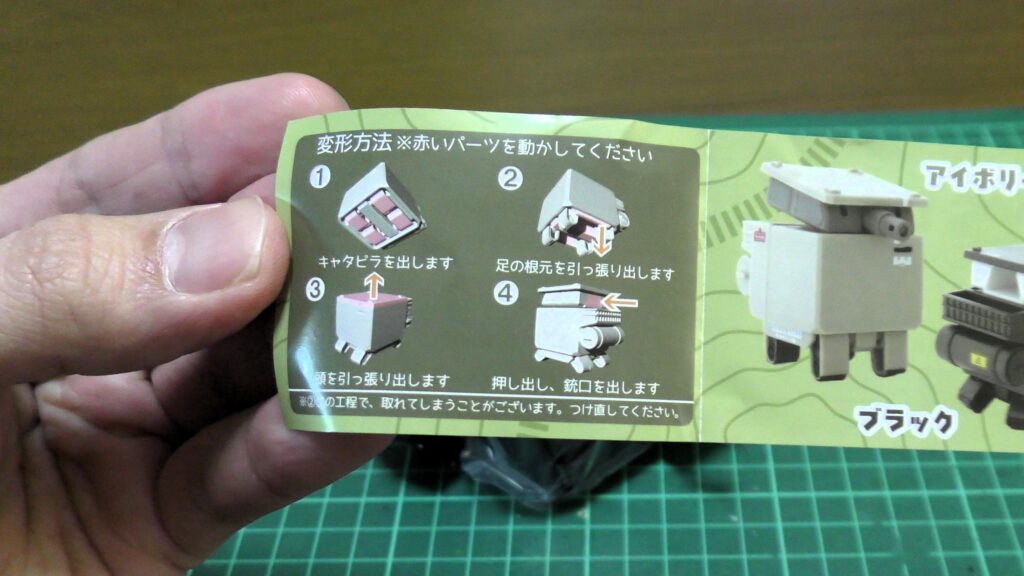 変形方法 ※赤いパーツを動かしてください
①
キャタピラを出します
②
足の根元を引っ張り出します
③
頭を引っ張り出します
④
押し出し、銃口を出します
の工程で、取れてしまうことがございます。つけ直してください。
アイボリー
ブラック